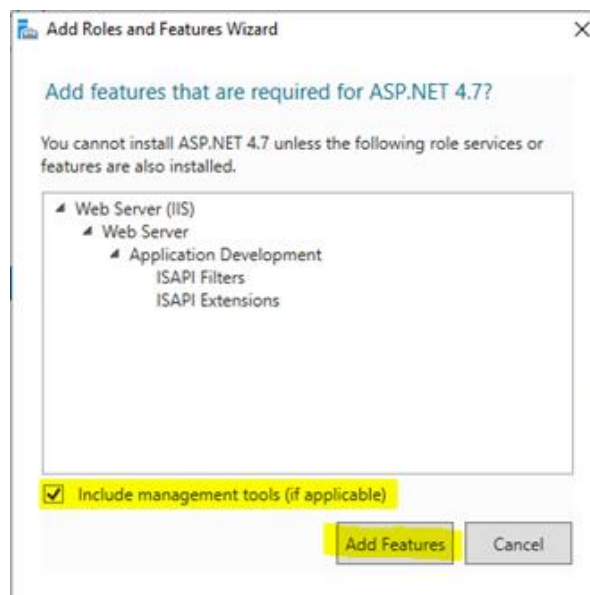 Add Roles and Features Wizard
Add features that are required for ASP.NET 4.7?
You cannot install ASP.NET 4.7 unless the following role services or
features are also installed.
Web Server (IIS)
Web Server
Application Development
ISAPI Filters
ISAPI Extensions
Include management tools (if applicable)
Add Features
Cancel